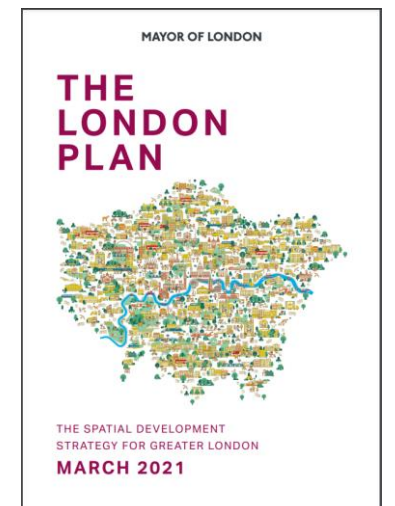 MAYOR OF LONDON
THE
LONDON
PLAN
THE SPATIAL DEVELOPMENT
STRATEGY FOR GREATER LONDON
MARCH 2021